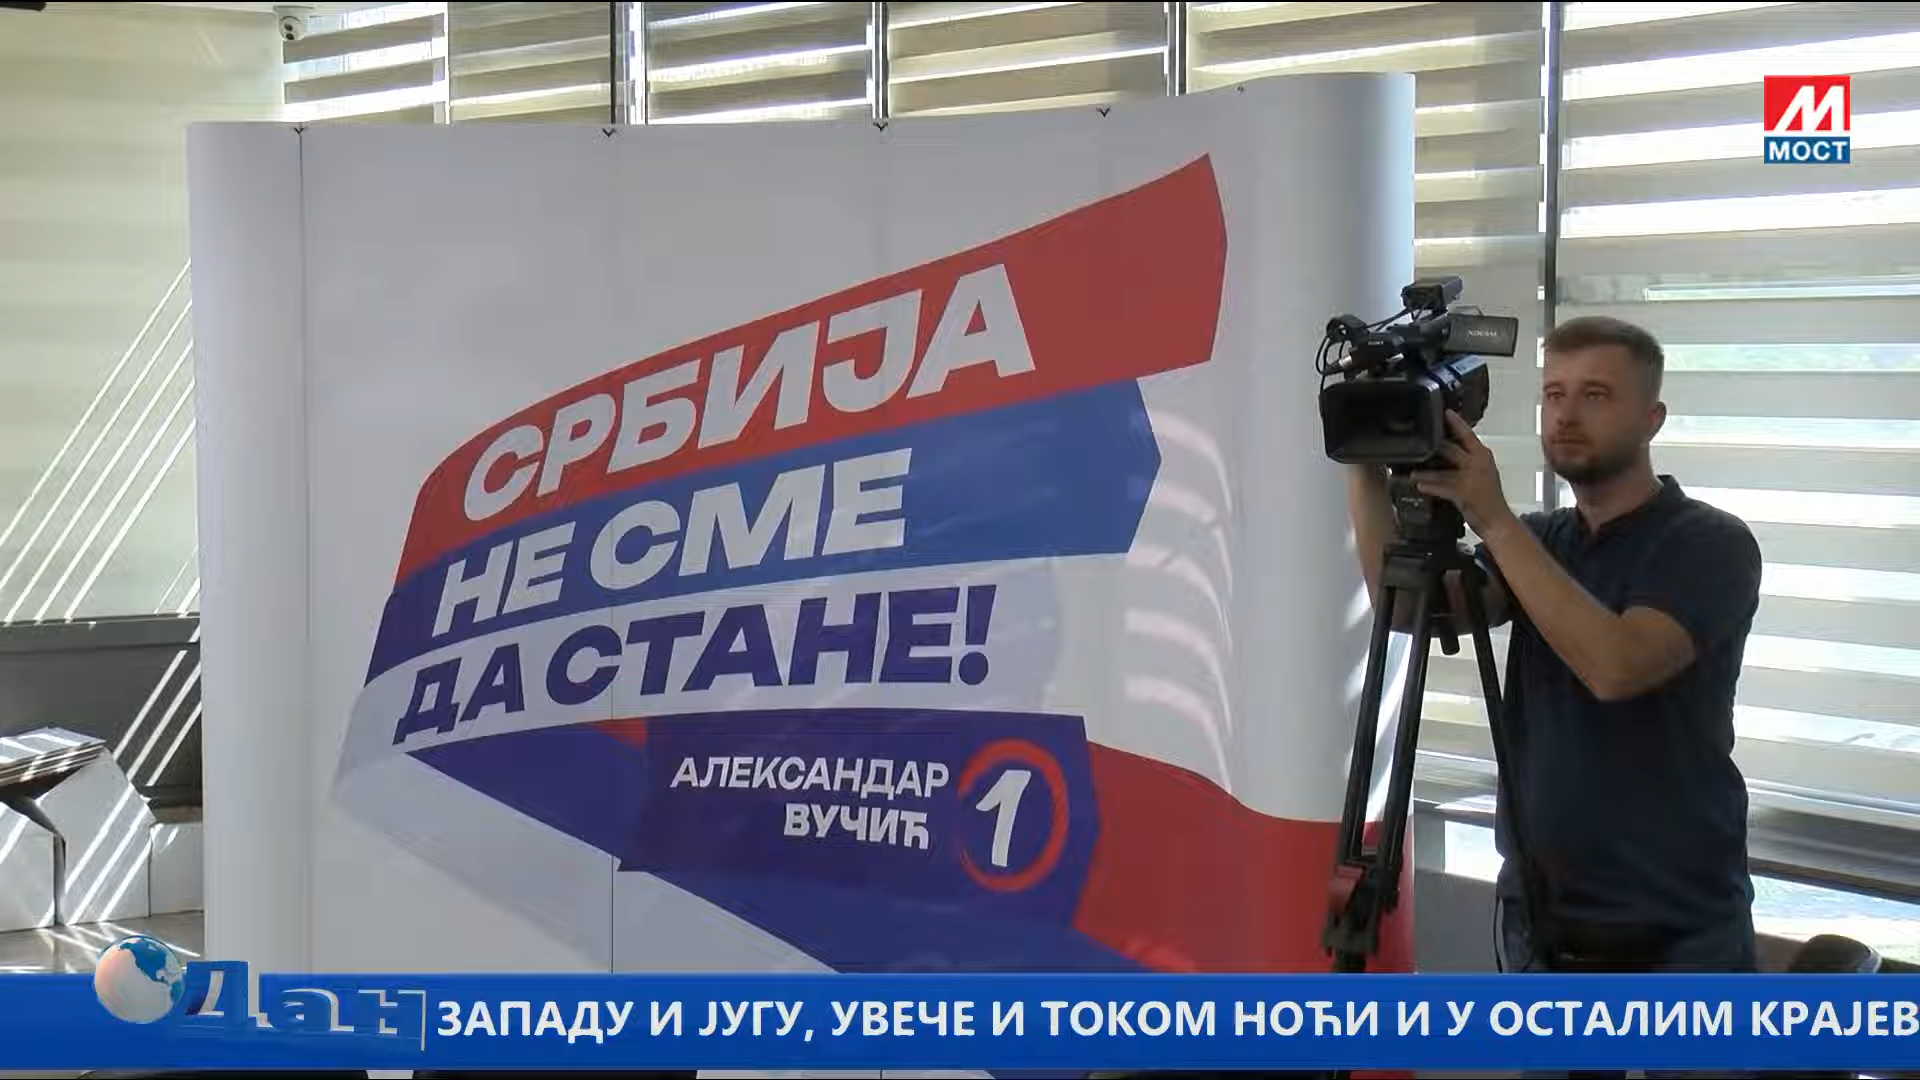 МОСТ
СРБИЈА
НЕ СМЕ
ДА СТАНЕ!
АЛЕКСАНДАР
ВУЧИЋ
1
Дан
ЗАПАДУ И ЈУГУ, УВЕЧЕ И ТОКОМ НОЋИ И У ОСТАЛИМ КРАЈЕВ